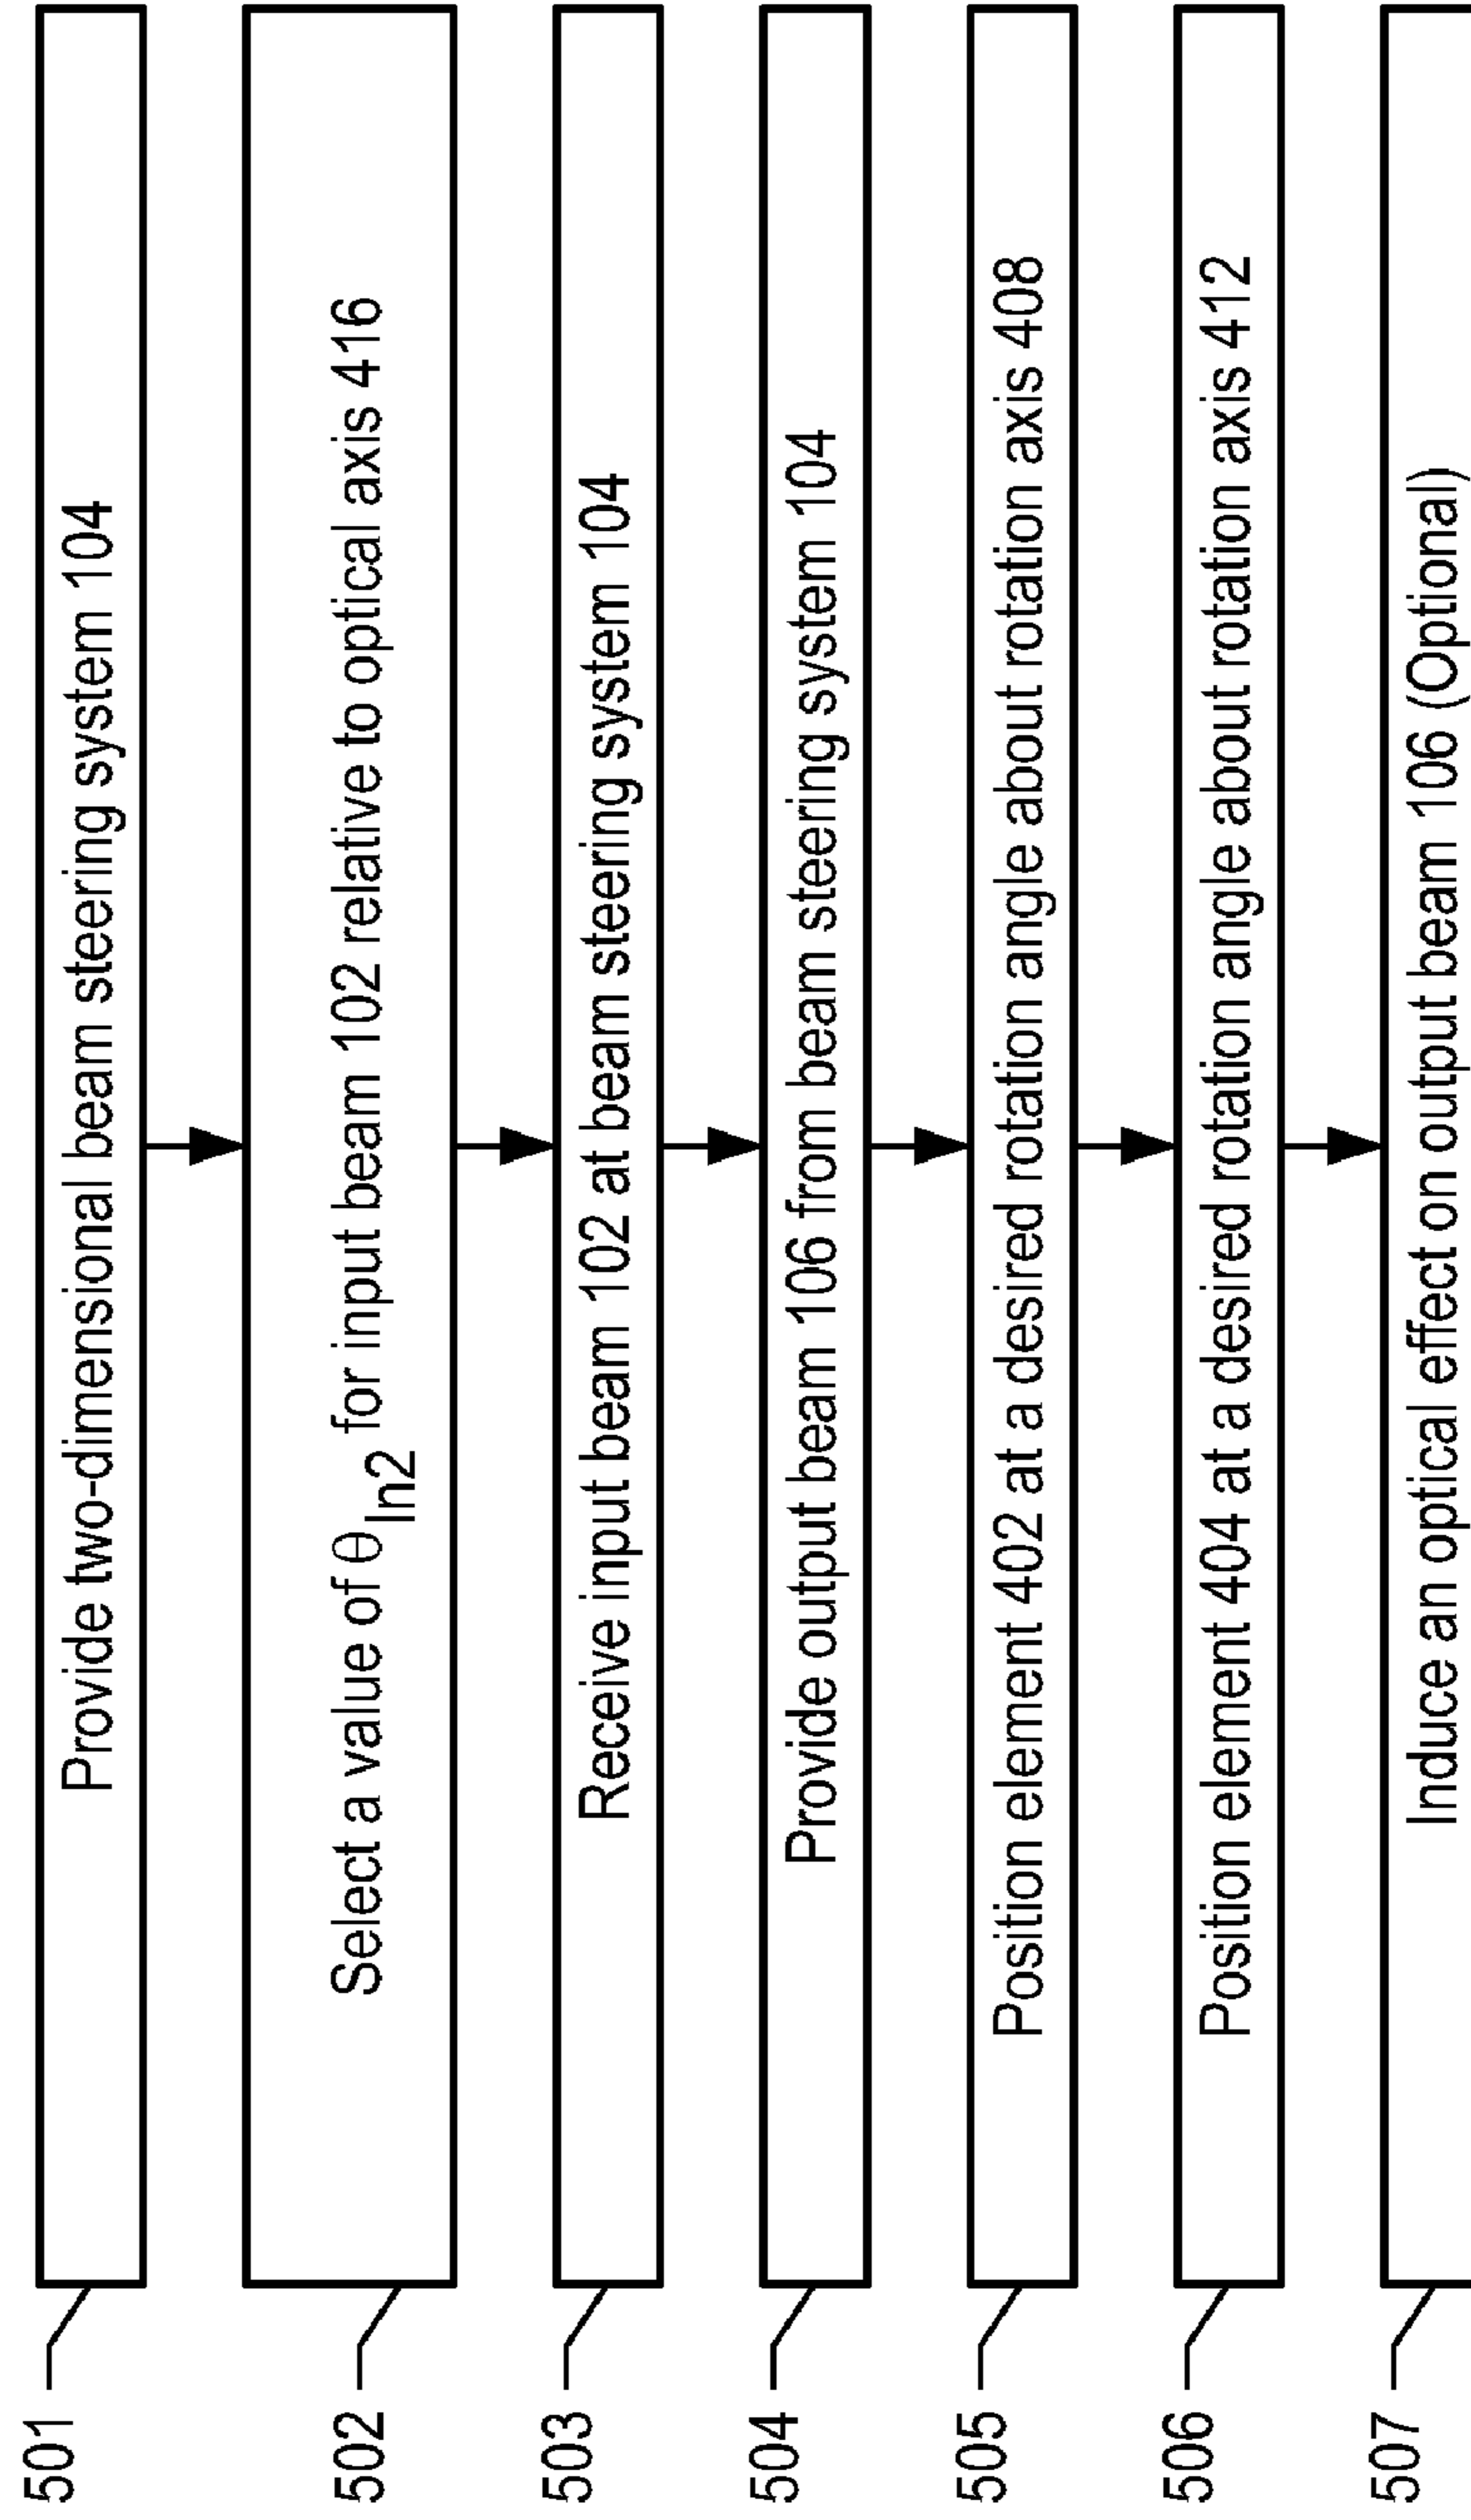 501
Provide two-dimensional beam steering system 104
502
Select a value of θIn2 for input beam 102 relative to optical axis 416
503
Receive input beam 102 at beam steering system 104
504
Provide output beam 106 from beam steering system 104
505
Position element 402 at a desired rotation angle about rotation axis 408
506
Position element 404 at a desired rotation angle about rotation axis 412
507
Induce an optical effect on output beam 106 (Optional)